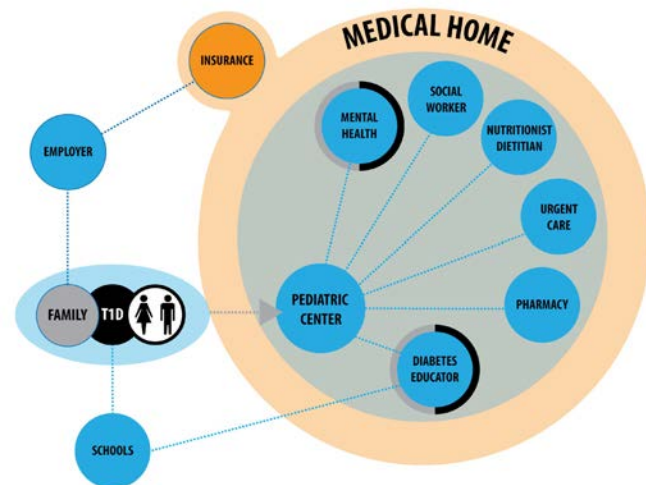 MEDICAL HOME
INSURANCE
SOCIAL
WORKER
MENTAL
HEALTH
NUTRITIONIST
DIETITIAN
EMPLOYER
URGENT
CARE
FAMILY
T1D
PEDIATRIC
CENTER
PHARMACY
DIABETES
EDUCATOR
SCHOOLS